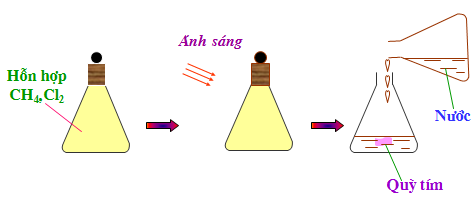 Hỗn hợp
CH₄,Cl₂
Ánh sáng
Nước
Quỳ tím